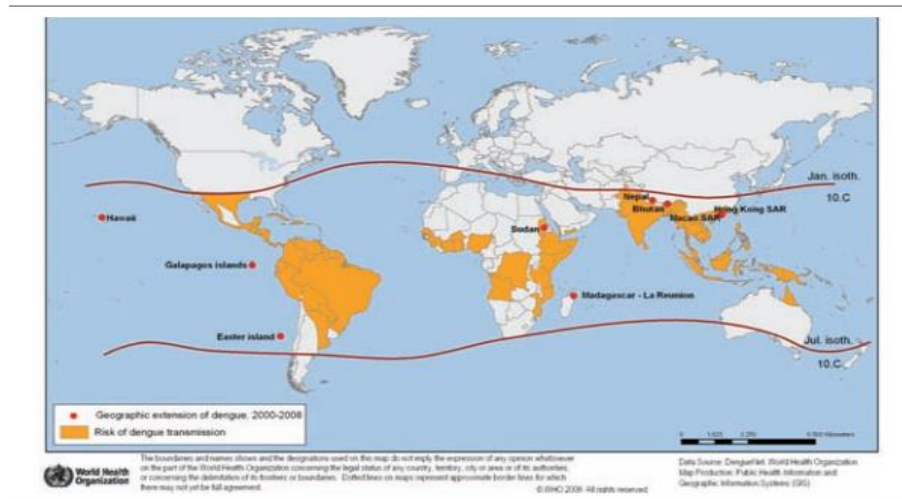 Jan. isoth.
10.C
Nepal
Bhutan
Hong Kong SAR
Macao SAR
Hawaii
Sudan
Galapagos islands
Madagascar - La Reunion
Easter island
Jul. isoth.
10.C
Geographic extension of dengue, 2000-2008
Risk of dengue transmission
World Health
Organization
The boundaries and names shown and the designations used on this map do not imply the expression of any opinion whatsoever
on the part of the World Health Organization concerning the legal status of any country, territory, city or area or of its authorities,
or concerning the delimitation of its frontiers or boundaries. Dotted lines on maps represent approximate border lines for which
there may not yet be full agreement.
Data Source: DengueNet, World Health Organization
Map Production: Public Health Information and
Geographic Information Systems (GIS)
All rights reserved